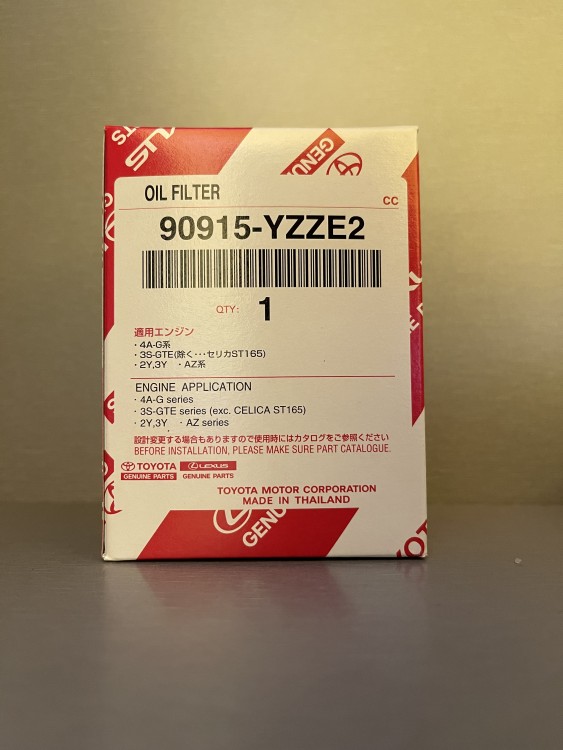 GENU
OIL FILTER
CC
90915-YZZE2
QTY: 1
適用エンジン
・4A-G系
・3S-GTE(除く・・・セリカST165)
・2Y,3Y ・AZ系
ENGINE APPLICATION
・4A-G series
・3S-GTE series (exc. CELICA ST165)
・2Y,3Y ・AZ series
設計変更する場合もありますので使用時にはカタログをご参照ください
BEFORE INSTALLATION, PLEASE MAKE SURE PART CATALOGUE.
TOYOTA LEXUS
GENUINE PARTS GENUINE PARTS
TOYOTA MOTOR CORPORATION
MADE IN THAILAND
GENU
TO